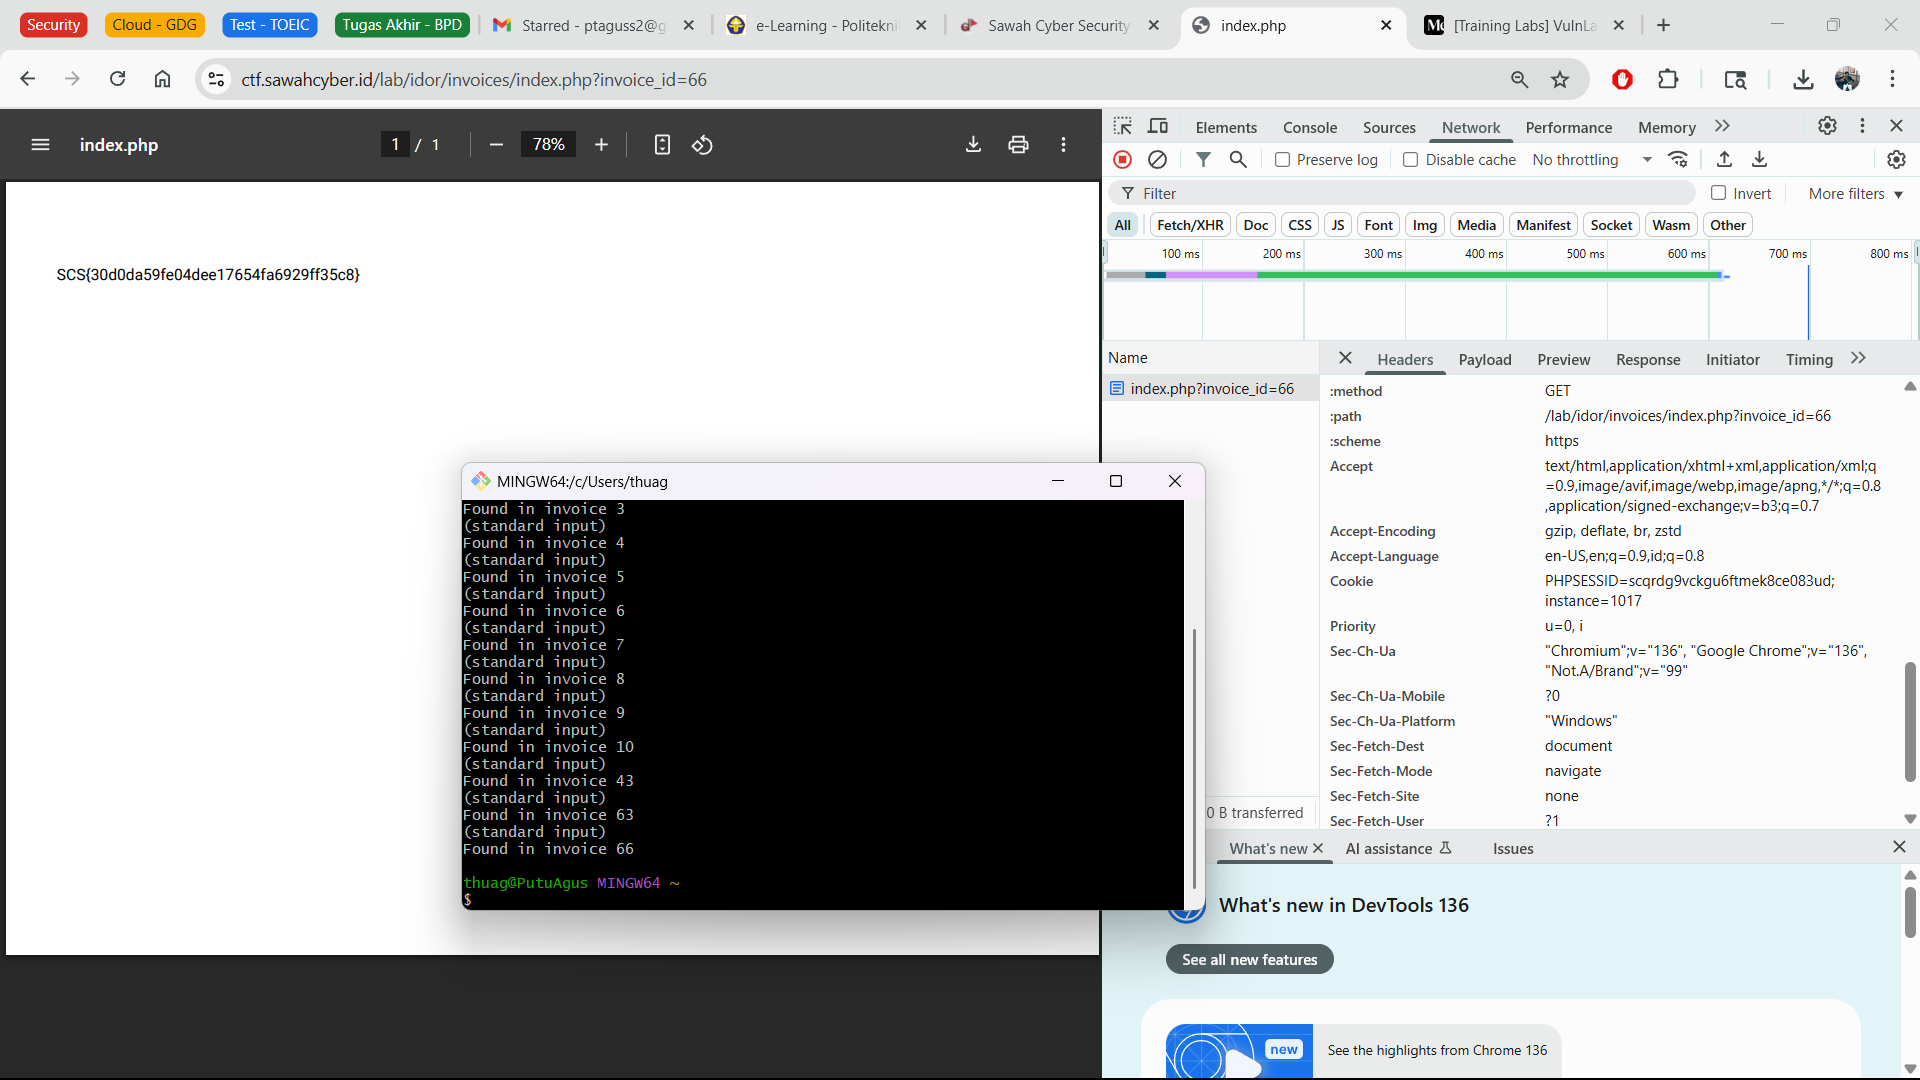 Security
Cloud - GDG
Test - TOEIC
Tugas Akhir - BPD
Starred - ptaguss2@g
e-Learning - Politekni
Sawah Cyber Security
index.php
[Training Labs] VulnLa
ctf.sawahcyber.id/lab/idor/invoices/index.php?invoice_id=66
index.php
1 / 1
78%
SCS{30d0da59fe04dee17654fa6929ff35c8}
Elements
Console
Sources
Network
Performance
Memory
Preserve log
Disable cache
No throttling
Filter
Invert
More filters
All
Fetch/XHR
Doc
CSS
JS
Font
Img
Media
Manifest
Socket
Wasm
Other
100 ms
200 ms
300 ms
400 ms
500 ms
600 ms
700 ms
800 ms
Name
index.php?invoice_id=66
0 B transferred
Headers
Payload
Preview
Response
Initiator
Timing
:method GET
:path /lab/idor/invoices/index.php?invoice_id=66
:scheme https
Accept text/html,application/xhtml+xml,application/xml;q
=0.9,image/avif,image/webp,image/apng,*/*;q=0.8
,application/signed-exchange;v=b3;q=0.7
Accept-Encoding gzip, deflate, br, zstd
Accept-Language en-US,en;q=0.9,id;q=0.8
Cookie PHPSESSID=scqrdg9vckgu6ftmek8ce083ud;
instance=1017
Priority u=0, i
Sec-Ch-Ua "Chromium";v="136", "Google Chrome";v="136",
"Not.A/Brand";v="99"
Sec-Ch-Ua-Mobile ?0
Sec-Ch-Ua-Platform "Windows"
Sec-Fetch-Dest document
Sec-Fetch-Mode navigate
Sec-Fetch-Site none
Sec-Fetch-User ?1
MINGW64:/c/Users/thuag
Found in invoice 3
(standard input)
Found in invoice 4
(standard input)
Found in invoice 5
(standard input)
Found in invoice 6
(standard input)
Found in invoice 7
(standard input)
Found in invoice 8
(standard input)
Found in invoice 9
(standard input)
Found in invoice 10
(standard input)
Found in invoice 43
(standard input)
Found in invoice 63
(standard input)
Found in invoice 66
thuag@PutuAgus MINGW64 ~
$
What's new
AI assistance
Issues
What's new in DevTools 136
See all new features
new
See the highlights from Chrome 136